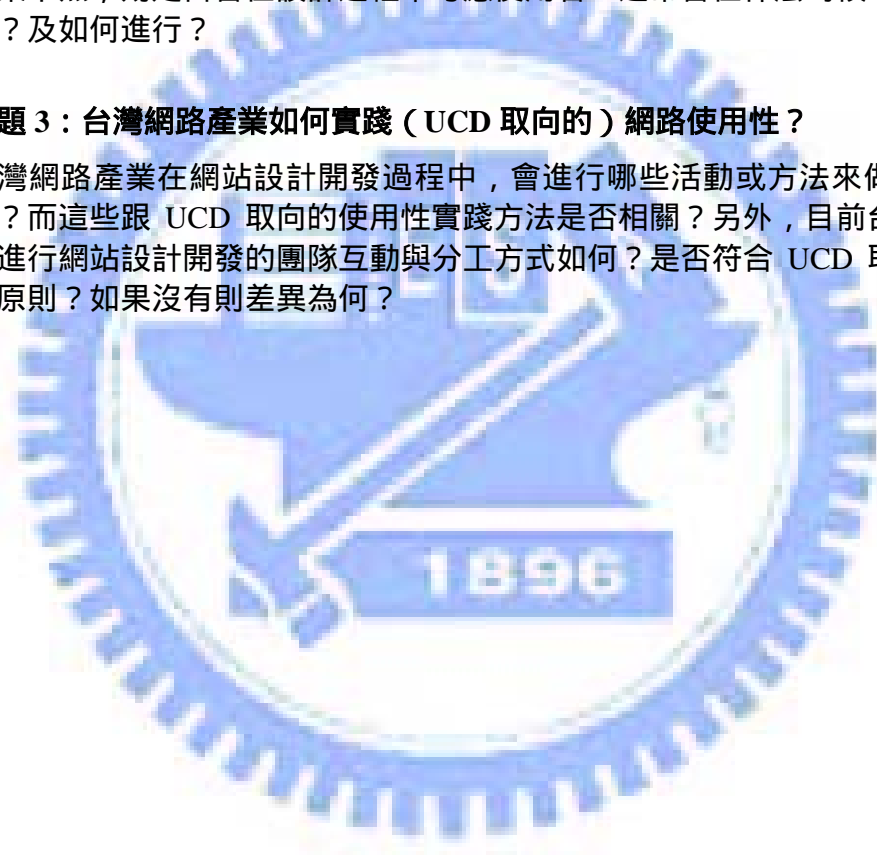 ？及如何進行？
題 3：台灣網路產業如何實踐（UCD 取向的）網路使用性？
灣網路產業在網站設計開發過程中，會進行哪些活動或方法來做
？而這些跟 UCD 取向的使用性實踐方法是否相關？另外，目前台
進行網站設計開發的團隊互動與分工方式如何？是否符合 UCD 取
原則？如果沒有則差異為何？
1896